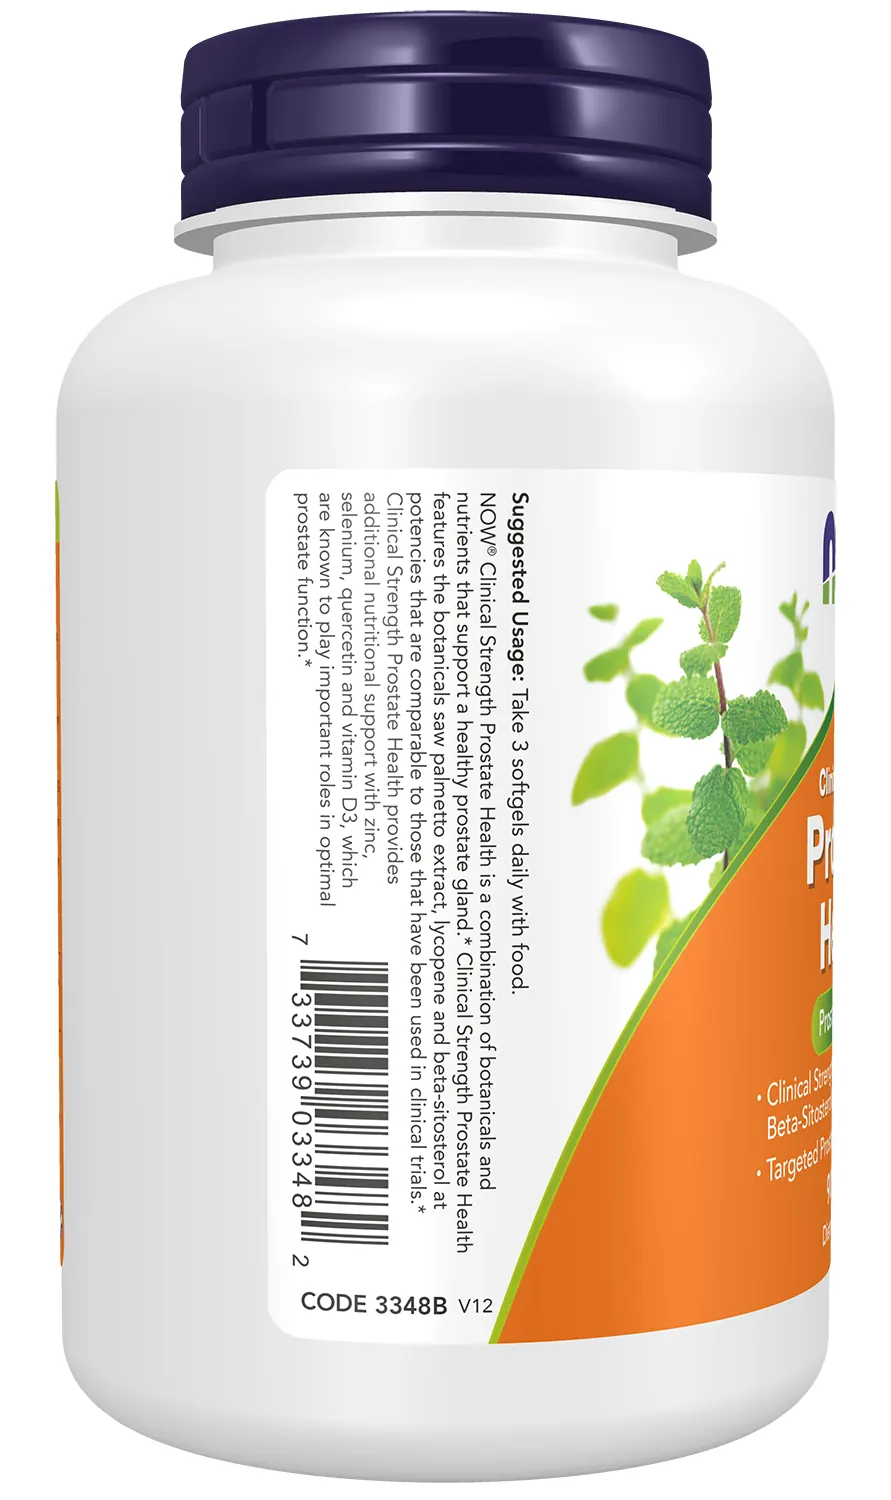 Suggested Usage: Take 3 softgels daily with food.
NOW® Clinical Strength Prostate Health is a combination of botanicals and
nutrients that support a healthy prostate gland.* Clinical Strength Prostate Health
features the botanicals saw palmetto extract, lycopene and beta-sitosterol at
potencies that are comparable to those that have been used in clinical trials.*
Clinical Strength Prostate Health provides
additional nutritional support with zinc,
selenium, quercetin and vitamin D3, which
are known to play important roles in optimal
prostate function.*
7 33739 03348 2
CODE 3348B V12
• Clinical
• Targeted